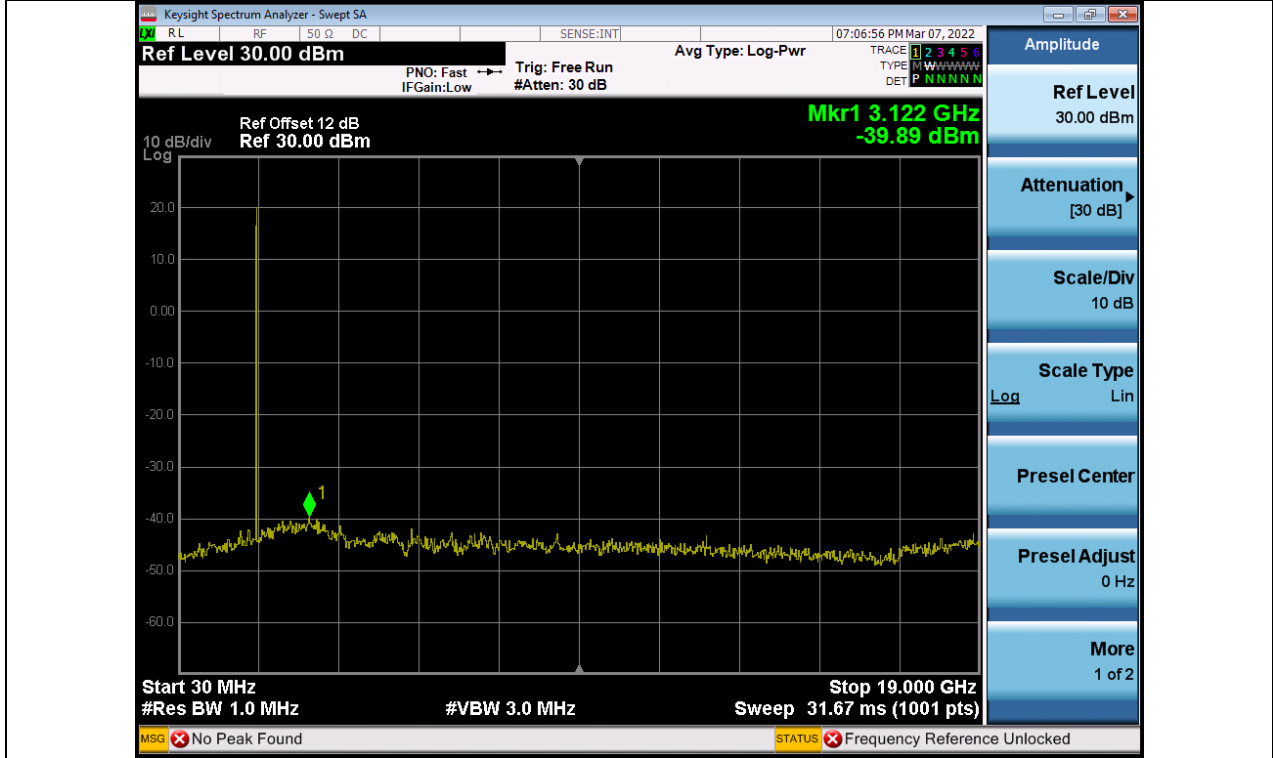 Keysight Spectrum Analyzer - Swept SA
LXI RL RF 50 Ω DC SENSE:INT 07:06:56 PM Mar 07, 2022
Ref Level 30.00 dBm
PNO: Fast
IFGain:Low
Trig: Free Run
#Atten: 30 dB
Avg Type: Log-Pwr
TRACE 1 2 3 4 5 6
TYPE M W W W W W
DET P N N N N N
Mkr1 3.122 GHz
-39.89 dBm
Ref Offset 12 dB
10 dB/div Ref 30.00 dBm
Log
20.0
10.0
0.00
-10.0
-20.0
-30.0
-40.0
-50.0
-60.0
1
Start 30 MHz Stop 19.000 GHz
#Res BW 1.0 MHz #VBW 3.0 MHz Sweep 31.67 ms (1001 pts)
MSG No Peak Found STATUS Frequency Reference Unlocked
Amplitude
Ref Level
30.00 dBm
Attenuation
[30 dB]
Scale/Div
10 dB
Scale Type
Log Lin
Presel Center
Presel Adjust
0 Hz
More
1 of 2